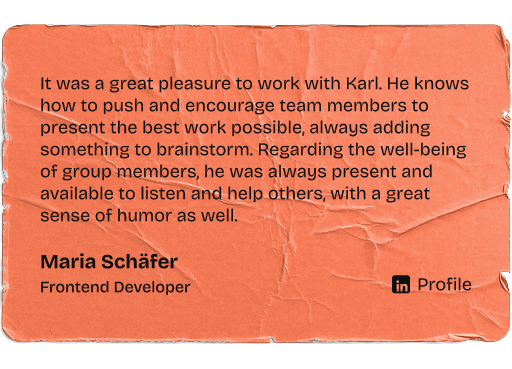 It was a great pleasure to work with Karl. He knows
how to push and encourage team members to
present the best work possible, always adding
something to brainstorm. Regarding the well-being
of group members, he was always present and
available to listen and help others, with a great
sense of humor as well.
Maria Schäfer
Frontend Developer
in Profile